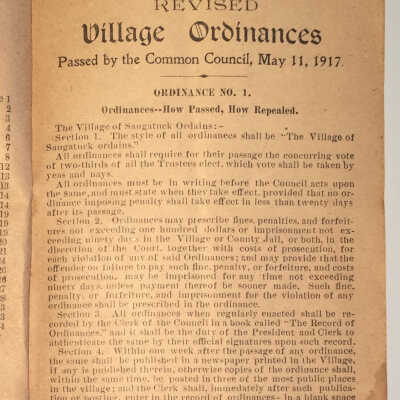 REVISED
Village Ordinances
Passed by the Common Council, May 11, 1917.
ORDINANCE NO. 1.
Ordinances--How Passed, How Repealed.
The Village of Saugatuck Ordains:-
Section 1. The style of all ordinances shall be "The Village of
Saugatuck ordains."
All ordinances shall require for their passage the concurring vote
of two-thirds of all the Trustees elect, which vote shall be taken by
yeas and nays.
All ordinances must be in writing before the Council acts upon
the same, and must state when they take effect, provided that no or-
dinance imposing penalty shall take effect in less than twenty days
after its passage.
Section 2. Ordinances may prescribe fines, penalties, and forfeit-
ures not exceeding one hundred dollars or imprisonment not ex-
ceeding ninety days in the Village or County Jail, or both, in the
discretion of the Court, together with costs of prosecution, for
each violation of any of said Ordinances; and may provide that the
offender on failure to pay such fine, penalty, or forfeiture, and costs
of prosecution, may be imprisoned for any time not exceeding
ninety days, unless payment thereof be sooner made. Such fine,
penalty, or forfeiture, and imprisonment for the violation of any
ordinance shall be prescribed in the ordinance.
Section 3. All ordinances when regularly enacted shall be re-
corded by the Clerk of the Council in a book called "The Record of
Ordinances," and it shall be the duty of the President and Clerk to
authenticate the same by their official signatures upon such record.
Section 4. Within one week after the passage of any ordinance,
the same shall be published in a newspaper printed in the Village,
if any is published therein, otherwise copies of the ordinance shall,
within the same time, be posted in three of the most public places
in the village; and the Clerk shall, immediately after such publica-
tion or posting, enter in the record of ordinances, in a blank space